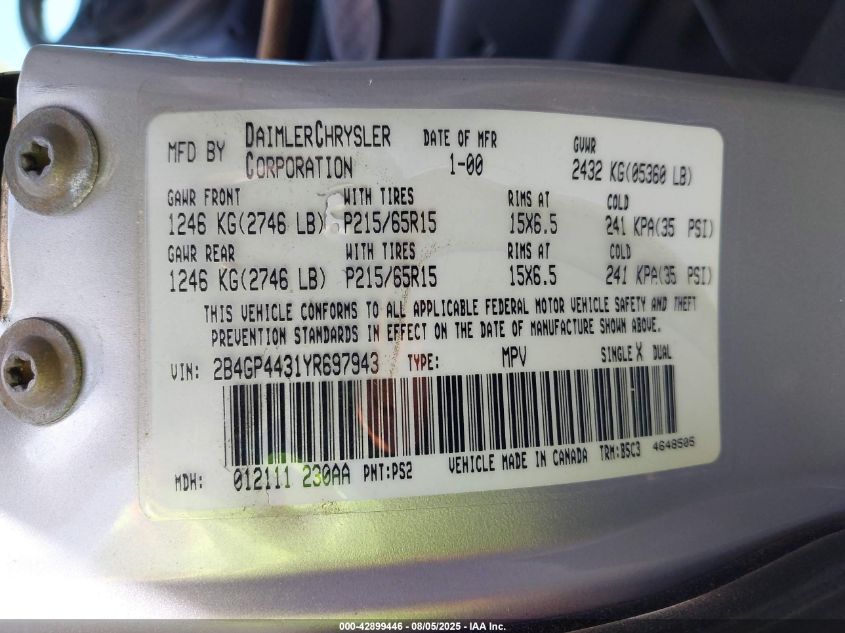 MFD BY DAIMLERCHRYSLER CORPORATION DATE OF MFR 1-00 GVWR 2432 KG(05360 LB)
GAWR FRONT WITH TIRES RIMS AT COLD
1246 KG(2746 LB) P215/65R15 15X6.5 241 KPA(35 PSI)
GAWR REAR WITH TIRES RIMS AT COLD
1246 KG(2746 LB) P215/65R15 15X6.5 241 KPA(35 PSI)
THIS VEHICLE CONFORMS TO ALL APPLICABLE FEDERAL MOTOR VEHICLE SAFETY AND THEFT
PREVENTION STANDARDS IN EFFECT ON THE DATE OF MANUFACTURE SHOWN ABOVE.
VIN: 2B4GP4431YR697943 TYPE: MPV SINGLE X DUAL
MDH: 012111 230AA PNT:PS2 VEHICLE MADE IN CANADA TRM:B5C3 4648505
000-42899446 - 08/05/2025 - IAA Inc.